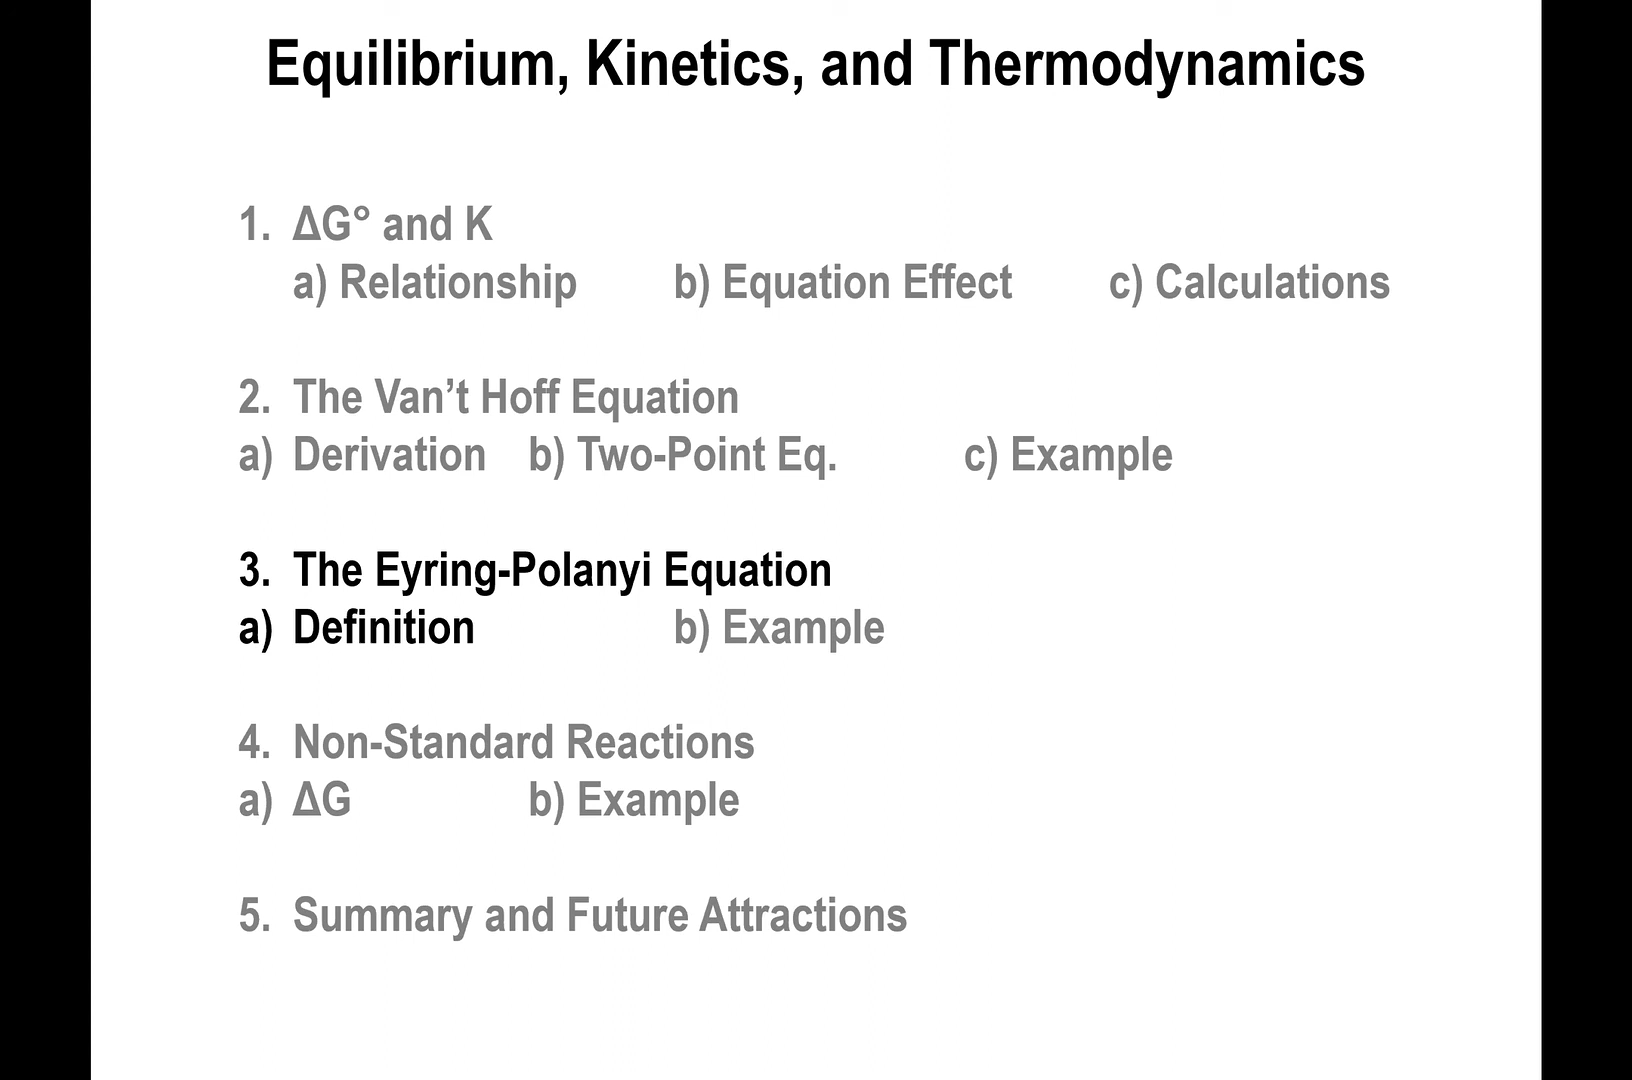 Equilibrium, Kinetics, and Thermodynamics
1. ΔG° and K
a) Relationship b) Equation Effect c) Calculations
2. The Van’t Hoff Equation
a) Derivation b) Two-Point Eq. c) Example
3. The Eyring-Polanyi Equation
a) Definition b) Example
4. Non-Standard Reactions
a) ΔG b) Example
5. Summary and Future Attractions